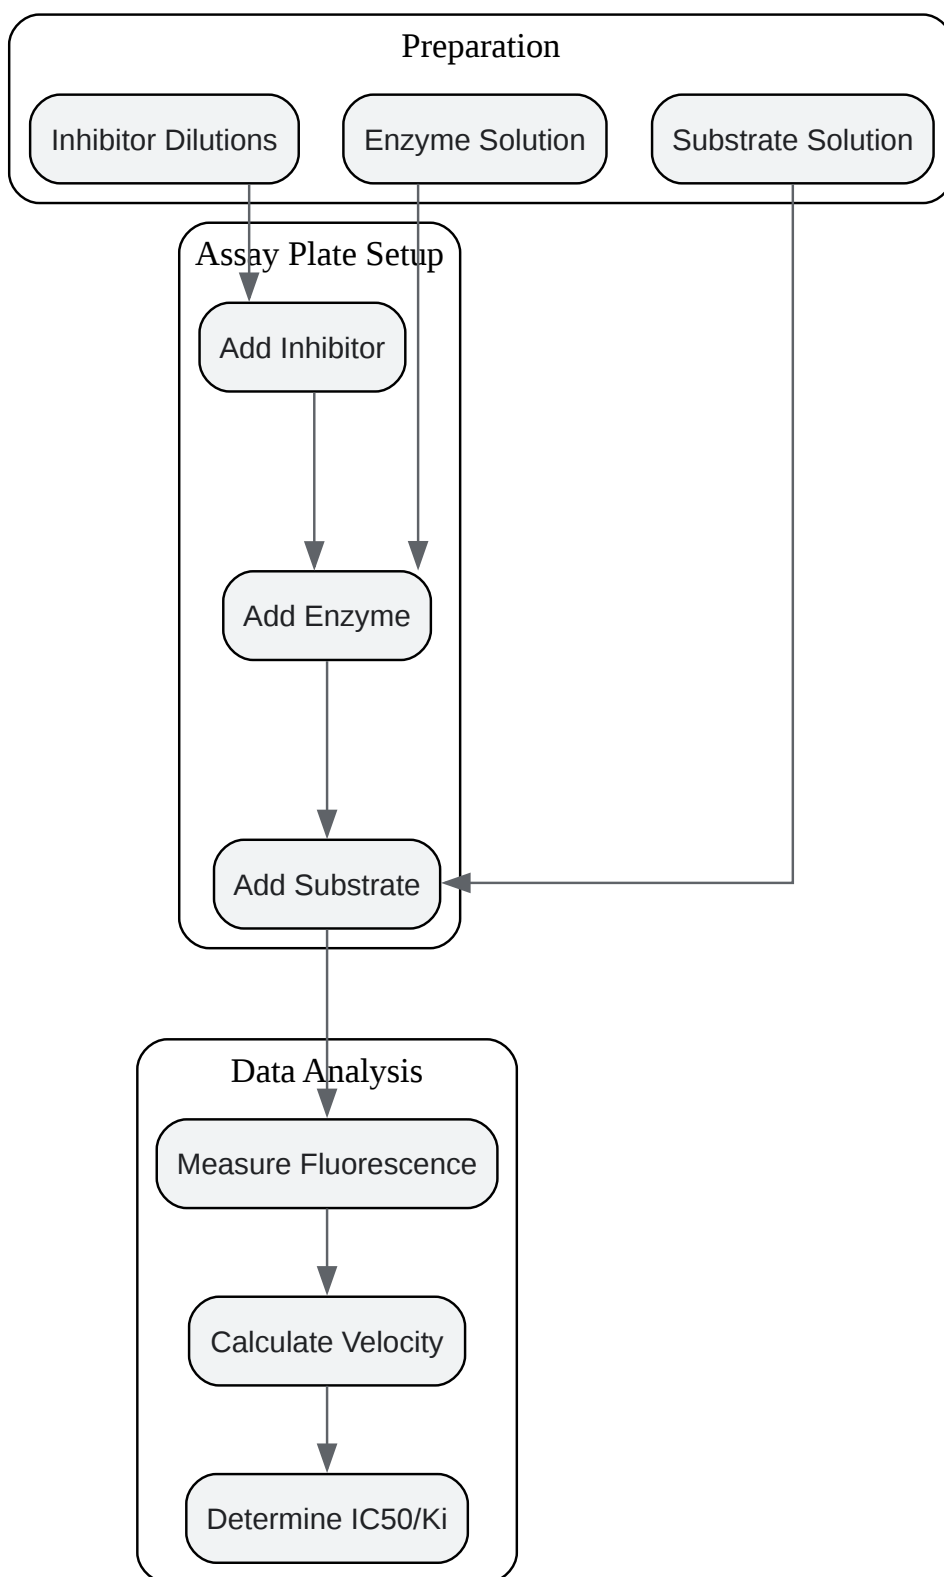 Preparation
Inhibitor Dilutions
Enzyme Solution
Substrate Solution
Assay Plate Setup
Add Inhibitor
Add Enzyme
Add Substrate
Data Analysis
Measure Fluorescence
Calculate Velocity
Determine IC50/Ki